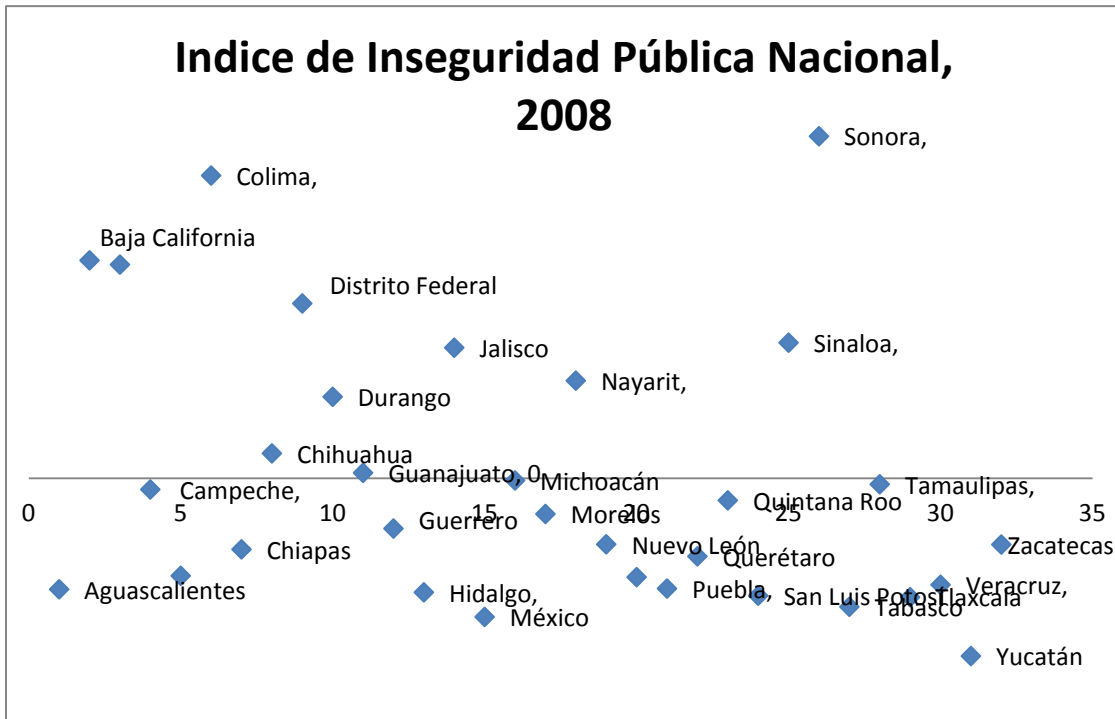 Indice de Inseguridad Pública Nacional,
2008
Sonora,
Colima,
Baja California
Distrito Federal
Jalisco
Sinaloa,
Nayarit,
Durango
Chihuahua
Guanajuato, 0
Michoacán
Tamaulipas,
Campeche,
Quintana Roo
0 5 10 15 20 25 30 35
Morelos
Guerrero
Nuevo León
Zacatecas
Chiapas
Querétaro
Aguascalientes
Hidalgo,
Puebla,
San Luis Potosí
Tlaxcala
Veracruz,
Tabasco
México
Yucatán